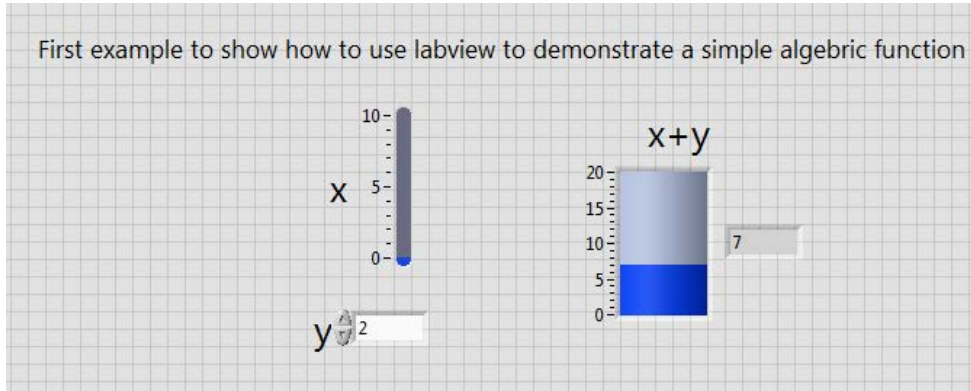 First example to show how to use labview to demonstrate a simple algebric function
x
10
5
0
y
2
x+y
20
15
10
5
0
7